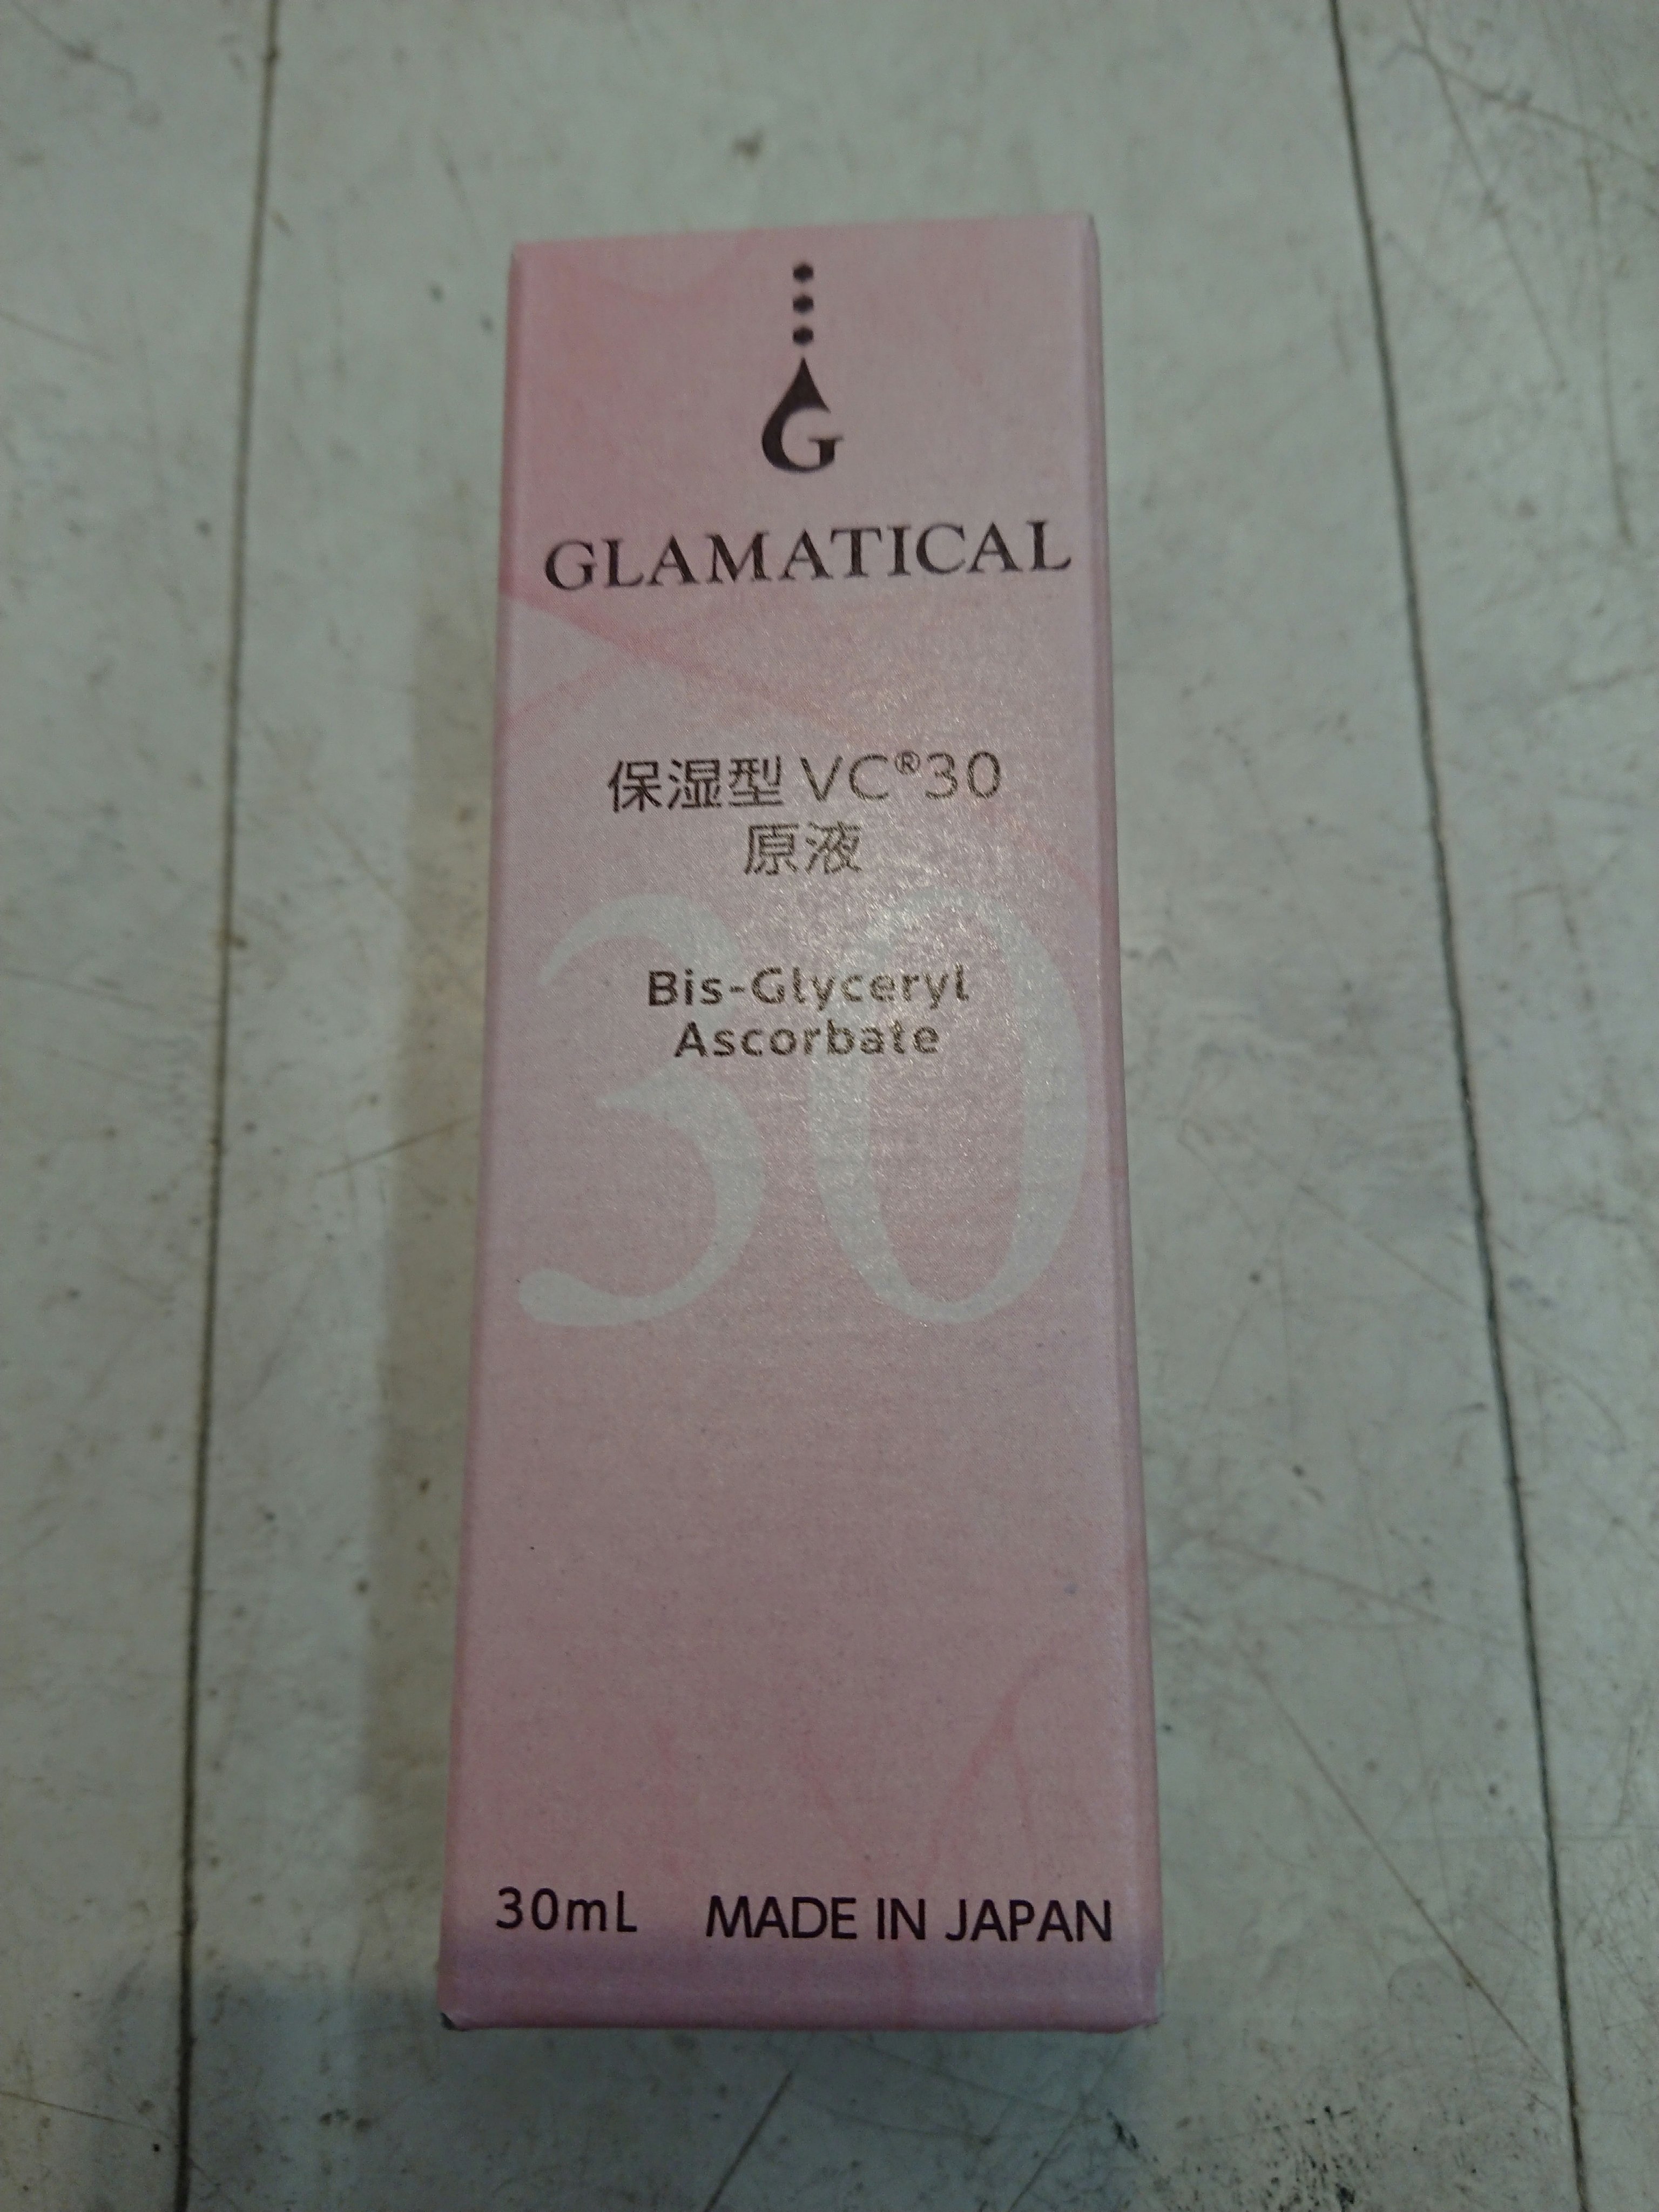 G
GLAMATICAL
保湿型 VC®30
原液
30
Bis-Glyceryl
Ascorbate
30mL MADE IN JAPAN